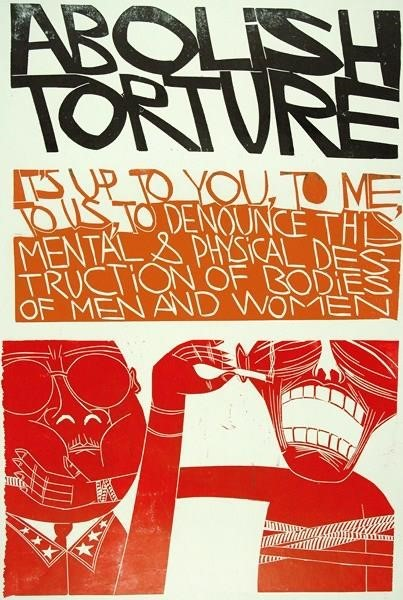 ABOLiSH
TORTURE
IT'S UP TO YOU, TO ME,
TO US, TO DENOUNCE THiS
MENTAL & PHYSiCAL DES
TRUCTION OF BODiES
OF MEN AND WOMEN